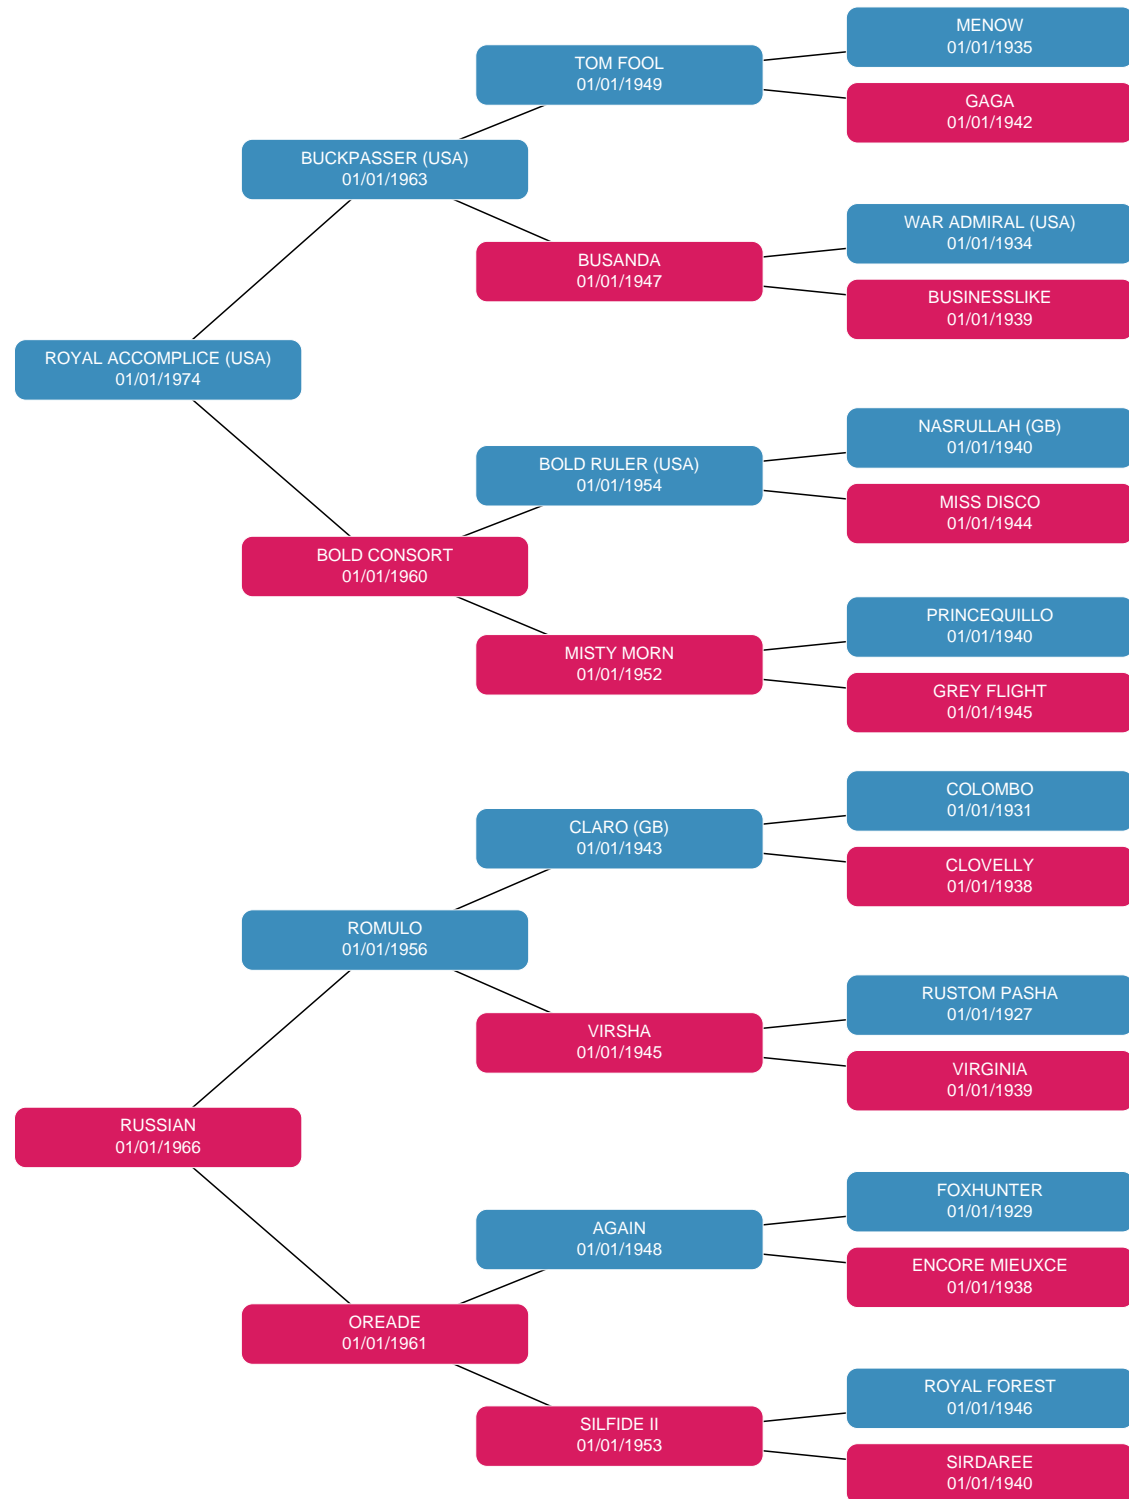 MENOW
01/01/1935
TOM FOOL
01/01/1949
GAGA
01/01/1942
BUCKPASSER (USA)
01/01/1963
WAR ADMIRAL (USA)
01/01/1934
BUSANDA
01/01/1947
BUSINESSLIKE
01/01/1939
ROYAL ACCOMPLICE (USA)
01/01/1974
NASRULLAH (GB)
01/01/1940
BOLD RULER (USA)
01/01/1954
MISS DISCO
01/01/1944
BOLD CONSORT
01/01/1960
PRINCEQUILLO
01/01/1940
MISTY MORN
01/01/1952
GREY FLIGHT
01/01/1945
COLOMBO
01/01/1931
CLARO (GB)
01/01/1943
CLOVELLY
01/01/1938
ROMULO
01/01/1956
RUSTOM PASHA
01/01/1927
VIRSHA
01/01/1945
VIRGINIA
01/01/1939
RUSSIAN
01/01/1966
FOXHUNTER
01/01/1929
AGAIN
01/01/1948
ENCORE MIEUXCE
01/01/1938
OREADE
01/01/1961
ROYAL FOREST
01/01/1946
SILFIDE II
01/01/1953
SIRDAREE
01/01/1940